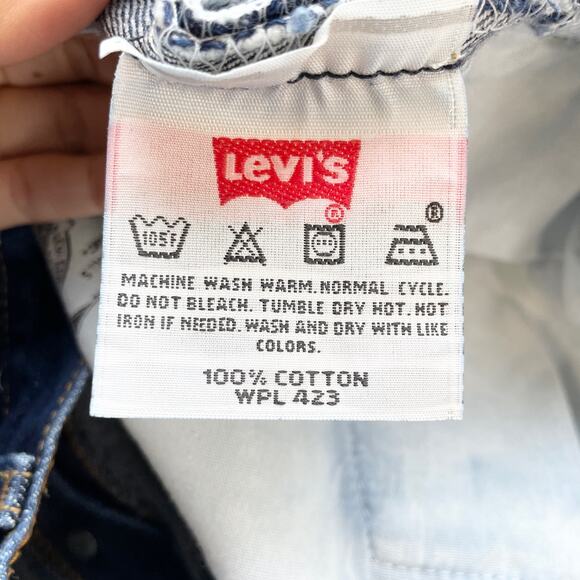 Levi's®
105F
®
MACHINE WASH WARM. NORMAL CYCLE.
DO NOT BLEACH. TUMBLE DRY HOT. HOT
IRON IF NEEDED. WASH AND DRY WITH LIKE
COLORS.
100% COTTON
WPL 423